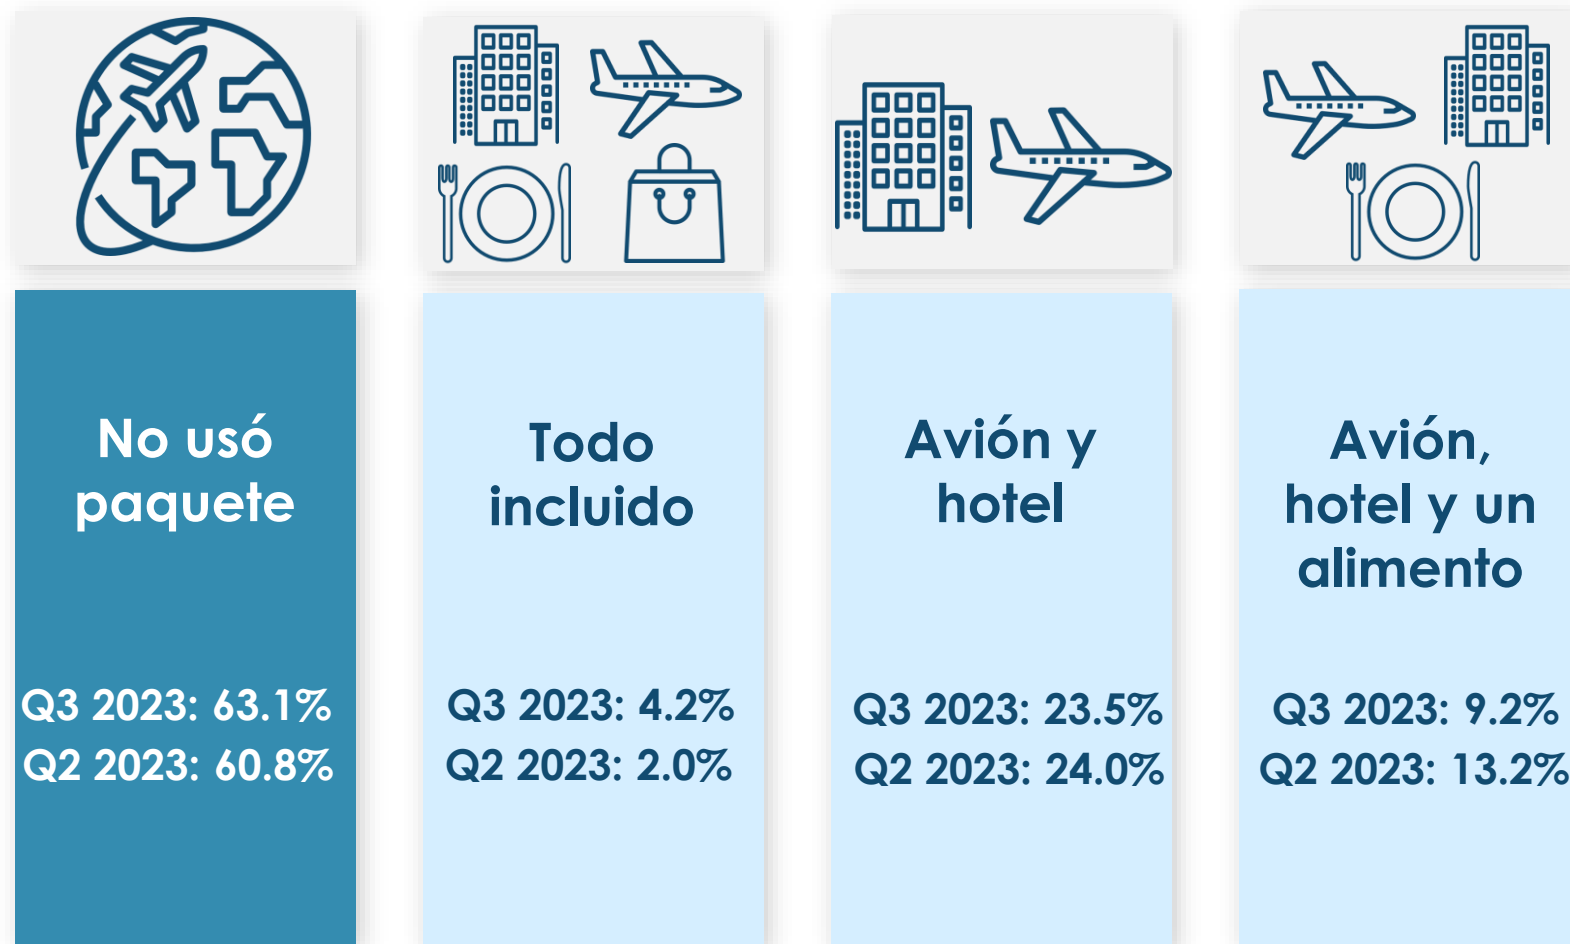 No usó
paquete
Q3 2023: 63.1%
Q2 2023: 60.8%
Todo
incluido
Q3 2023: 4.2%
Q2 2023: 2.0%
Avión y
hotel
Q3 2023: 23.5%
Q2 2023: 24.0%
Avión,
hotel y un
alimento
Q3 2023: 9.2%
Q2 2023: 13.2%